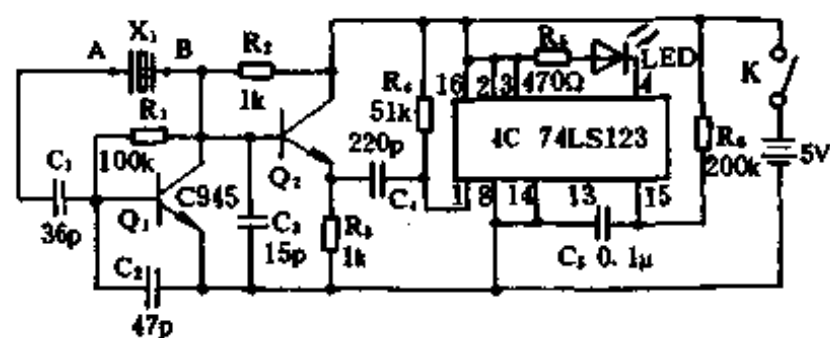 A X₁ B
R₂
1k
R₁
100k
C₁
36p
Q₁
C945
C₂
47p
Q₂
C₃
15p
220p
C₄
R₃
1k
R₄
51k
16 2 3 470Ω 4
R₅
LED
IC 74LS123
1 8 14 13 15
C₅ 0.1μ
R₆
200k
K
5V